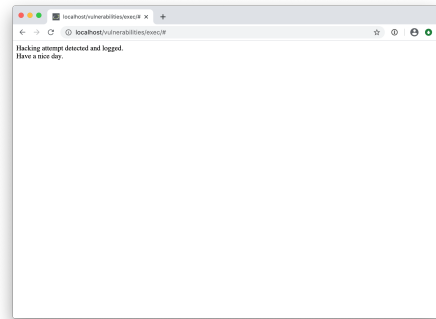 localhost/vulnerabilities/exec/#
localhost/vulnerabilities/exec/#
Hacking attempt detected and logged.
Have a nice day.